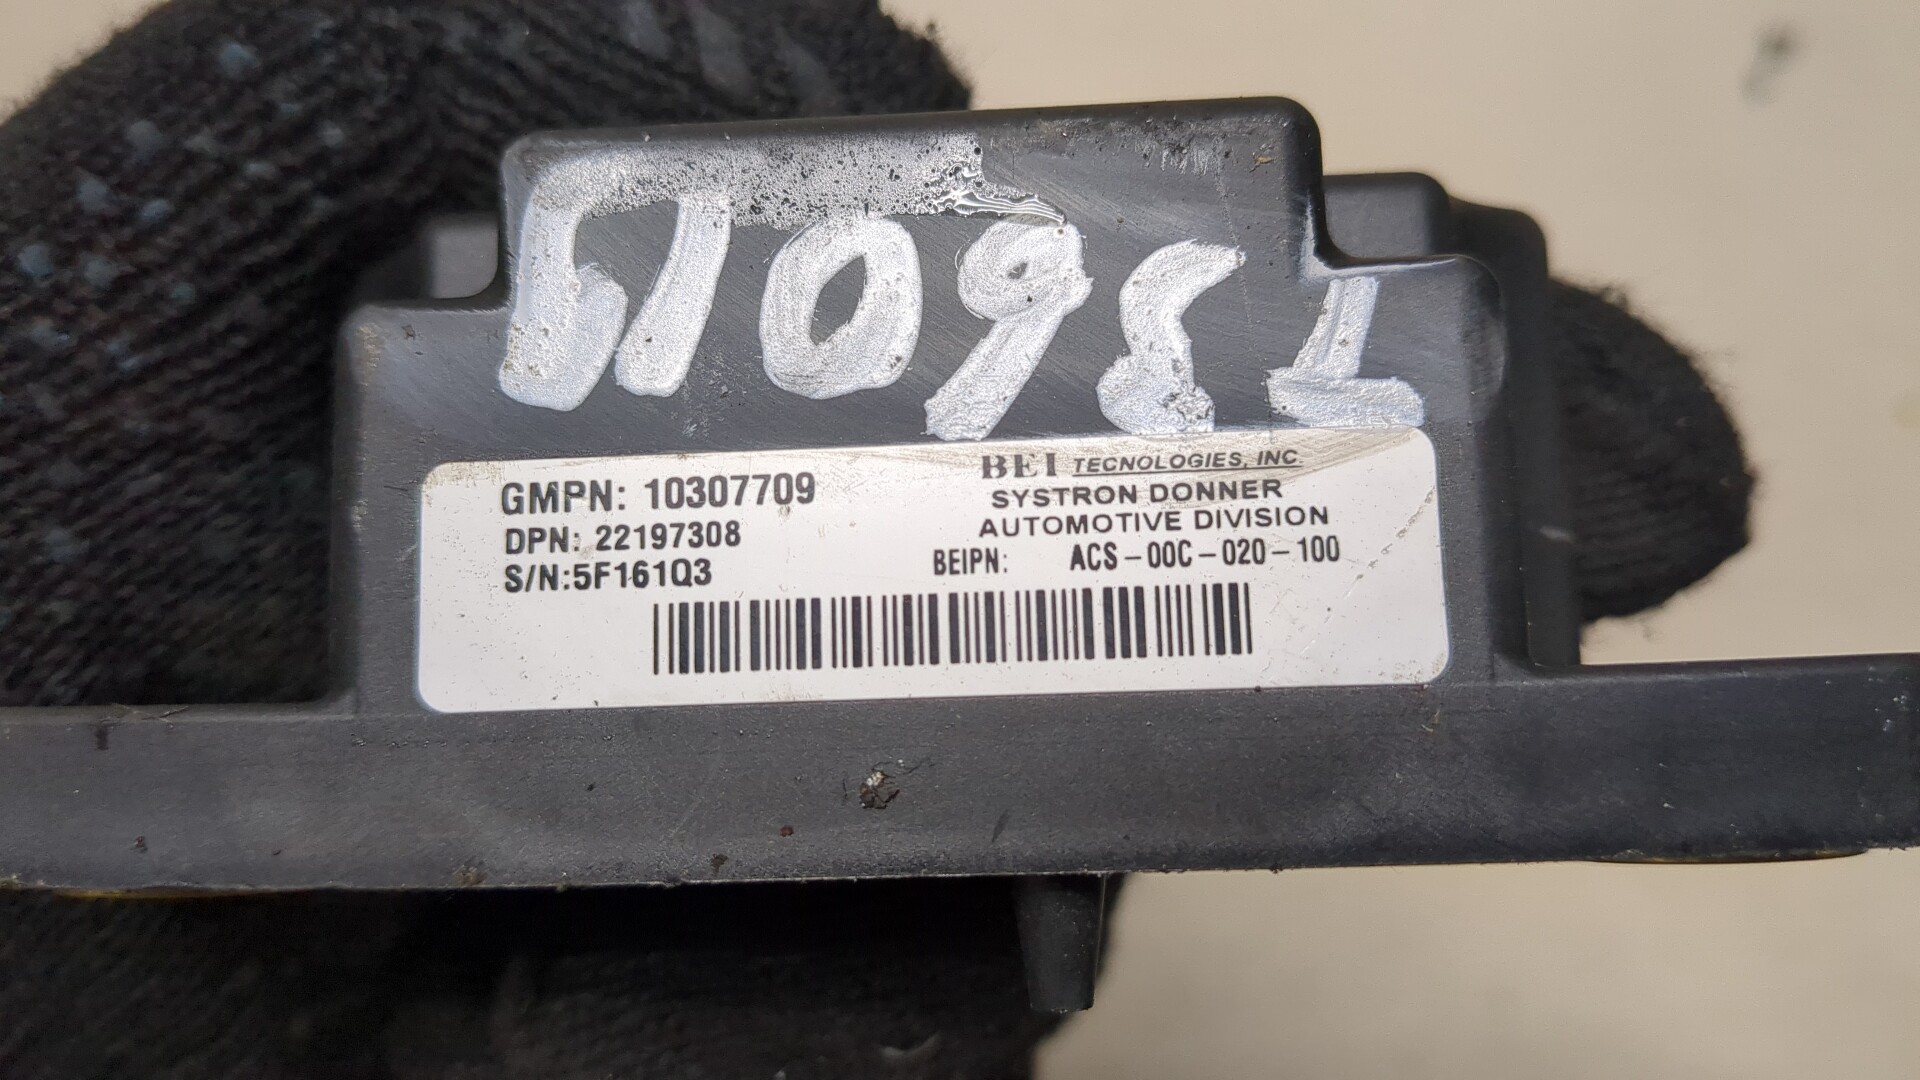 GMPN: 10307709
DPN: 22197308
S/N:5F161Q3
BEI TECNOLOGIES, INC.
SYSTRON DONNER
AUTOMOTIVE DIVISION
BEIPN: ACS-00C-020-100